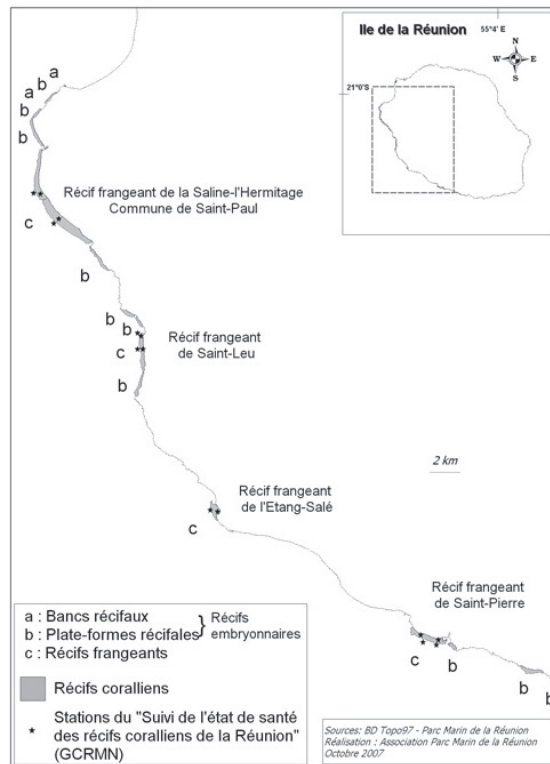 Ile de la Réunion
55°4' E
21°0'S
N
W E
S
a
b
a
b
b
Récif frangeant de la Saline-l'Hermitage
Commune de Saint-Paul
c
b
b
b
Récif frangeant
de Saint-Leu
c
b
2 km
Récif frangeant
de l'Etang-Salé
c
Récif frangeant
de Saint-Pierre
c
b
b
b
a : Bancs récifaux
b : Plate-formes récifales
} Récifs
embryonnaires
c : Récifs frangeants
Récifs coralliens
Stations du "Suivi de l'état de santé
des récifs coralliens de la Réunion"
(GCRMN)
Sources: BD Topo97 - Parc Marin de la Réunion
Réalisation : Association Parc Marin de la Réunion
Octobre 2007